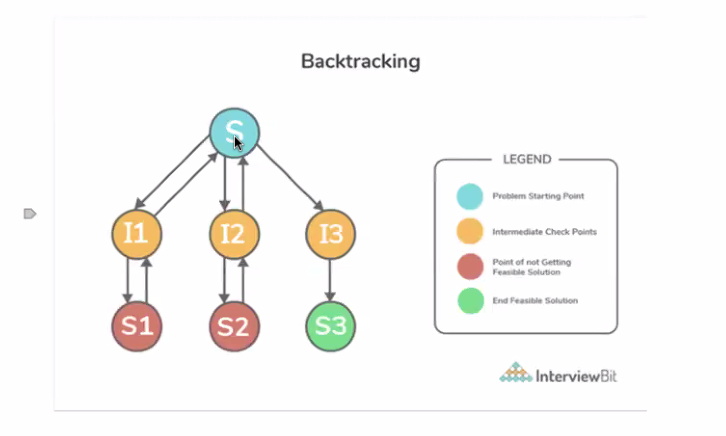 Backtracking
S
I1
I2
I3
S1
S2
S3
LEGEND
Problem Starting Point
Intermediate Check Points
Point of not Getting
Feasible Solution
End Feasible Solution
InterviewBit